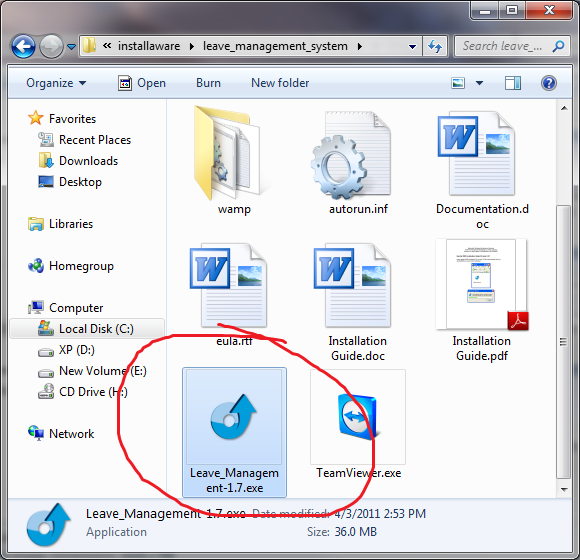 « installaware ▸ leave_management_system ▸
Search leave_...
Organize Open Burn New folder
Favorites
Recent Places
Downloads
Desktop
Libraries
Homegroup
Computer
Local Disk (C:)
XP (D:)
New Volume (E:)
CD Drive (H:)
Network
wamp
autorun.inf
Documentation.d
oc
eula.rtf
Installation
Guide.doc
Installation
Guide.pdf
Leave_Managem
ent-1.7.exe
TeamViewer.exe
Leave_Management-1.7.exe Date modified: 4/3/2011 2:53 PM
Application Size: 36.0 MB